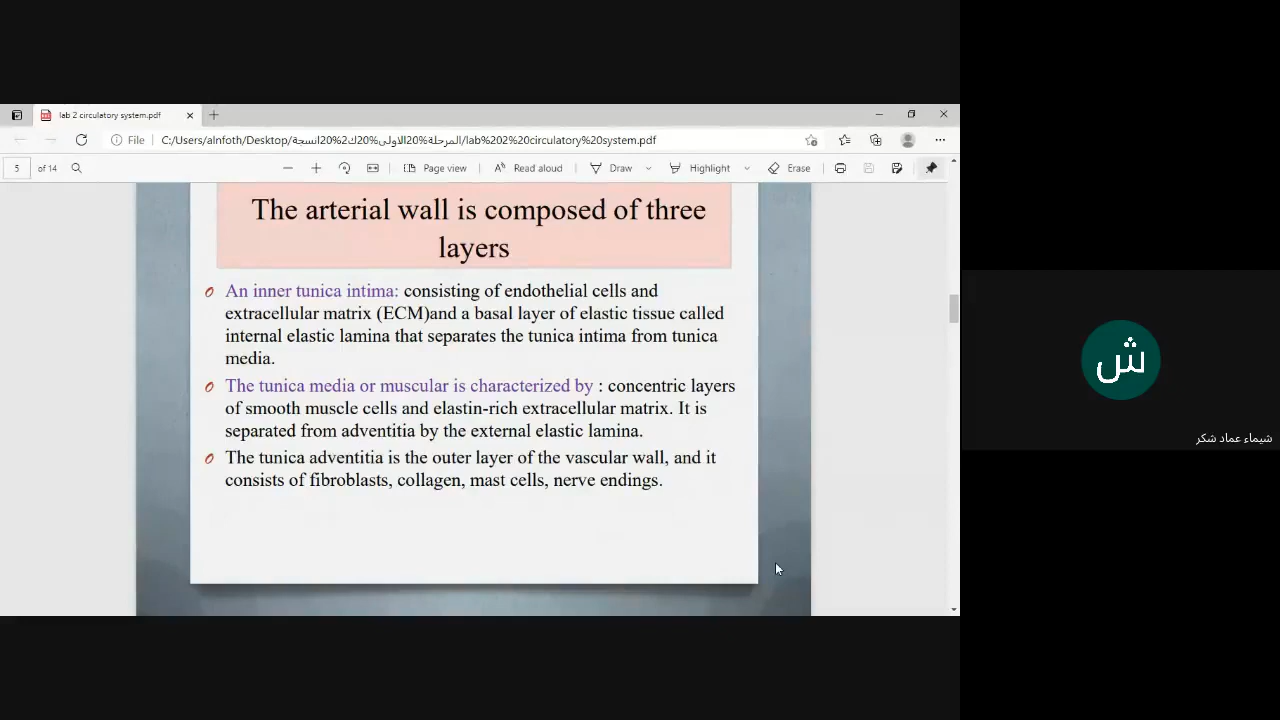 lab 2 circulatory system.pdf
File
C:/Users/alnfoth/Desktop/المرحلة%20الاولى%20ك2%20انسجة/lab%202%20circulatory%20system.pdf
5 of 14
Page view
Read aloud
Draw
Highlight
Erase
The arterial wall is composed of three
layers
An inner tunica intima: consisting of endothelial cells and
extracellular matrix (ECM)and a basal layer of elastic tissue called
internal elastic lamina that separates the tunica intima from tunica
media.
The tunica media or muscular is characterized by : concentric layers
of smooth muscle cells and elastin-rich extracellular matrix. It is
separated from adventitia by the external elastic lamina.
The tunica adventitia is the outer layer of the vascular wall, and it
consists of fibroblasts, collagen, mast cells, nerve endings.
ش
شيماء عماد شكر